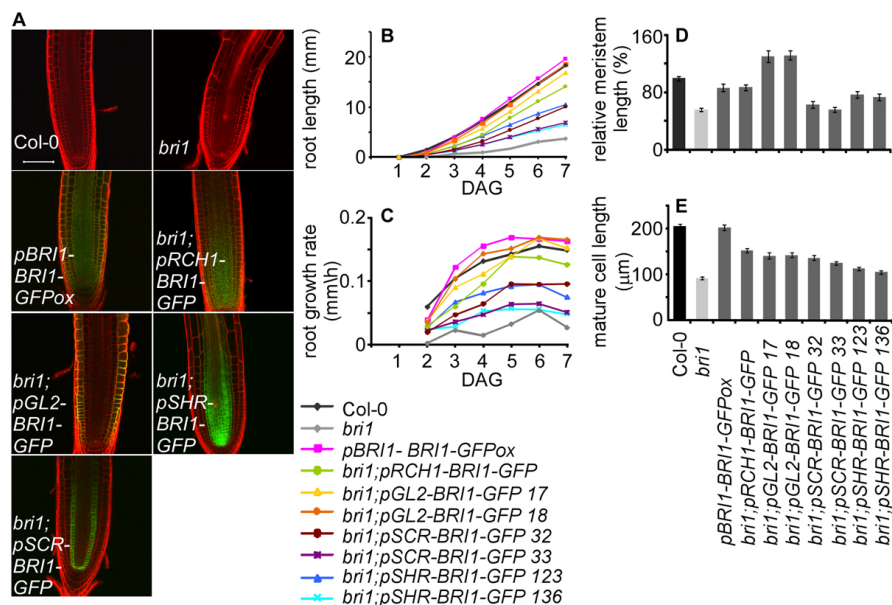 A
Col-0
bri1
pBRI1-
BRI1-
GFPox
bri1;
pRCH1-
BRI1-
GFP
bri1;
pGL2-
BRI1-
GFP
bri1;
pSHR-
BRI1-
GFP
bri1;
pSCR-
BRI1-
GFP
B
root length (mm)
20
10
0
1 2 3 4 5 6 7
DAG
C
root growth rate
(mm\h)
0.2
0.1
0
1 2 3 4 5 6 7
DAG
Col-0
bri1
pBRI1- BRI1-GFPox
bri1;pRCH1-BRI1-GFP
bri1;pGL2-BRI1-GFP 17
bri1;pGL2-BRI1-GFP 18
bri1;pSCR-BRI1-GFP 32
bri1;pSCR-BRI1-GFP 33
bri1;pSHR-BRI1-GFP 123
bri1;pSHR-BRI1-GFP 136
D
relative meristem
length (%)
160
80
0
E
mature cell length
(μm)
200
100
0
Col-0
bri1
pBRI1-BRI1-GFPox
bri1;pRCH1-BRI1-GFP
bri1;pGL2-BRI1-GFP 17
bri1;pGL2-BRI1-GFP 18
bri1;pSCR-BRI1-GFP 32
bri1;pSCR-BRI1-GFP 33
bri1;pSHR-BRI1-GFP 123
bri1;pSHR-BRI1-GFP 136